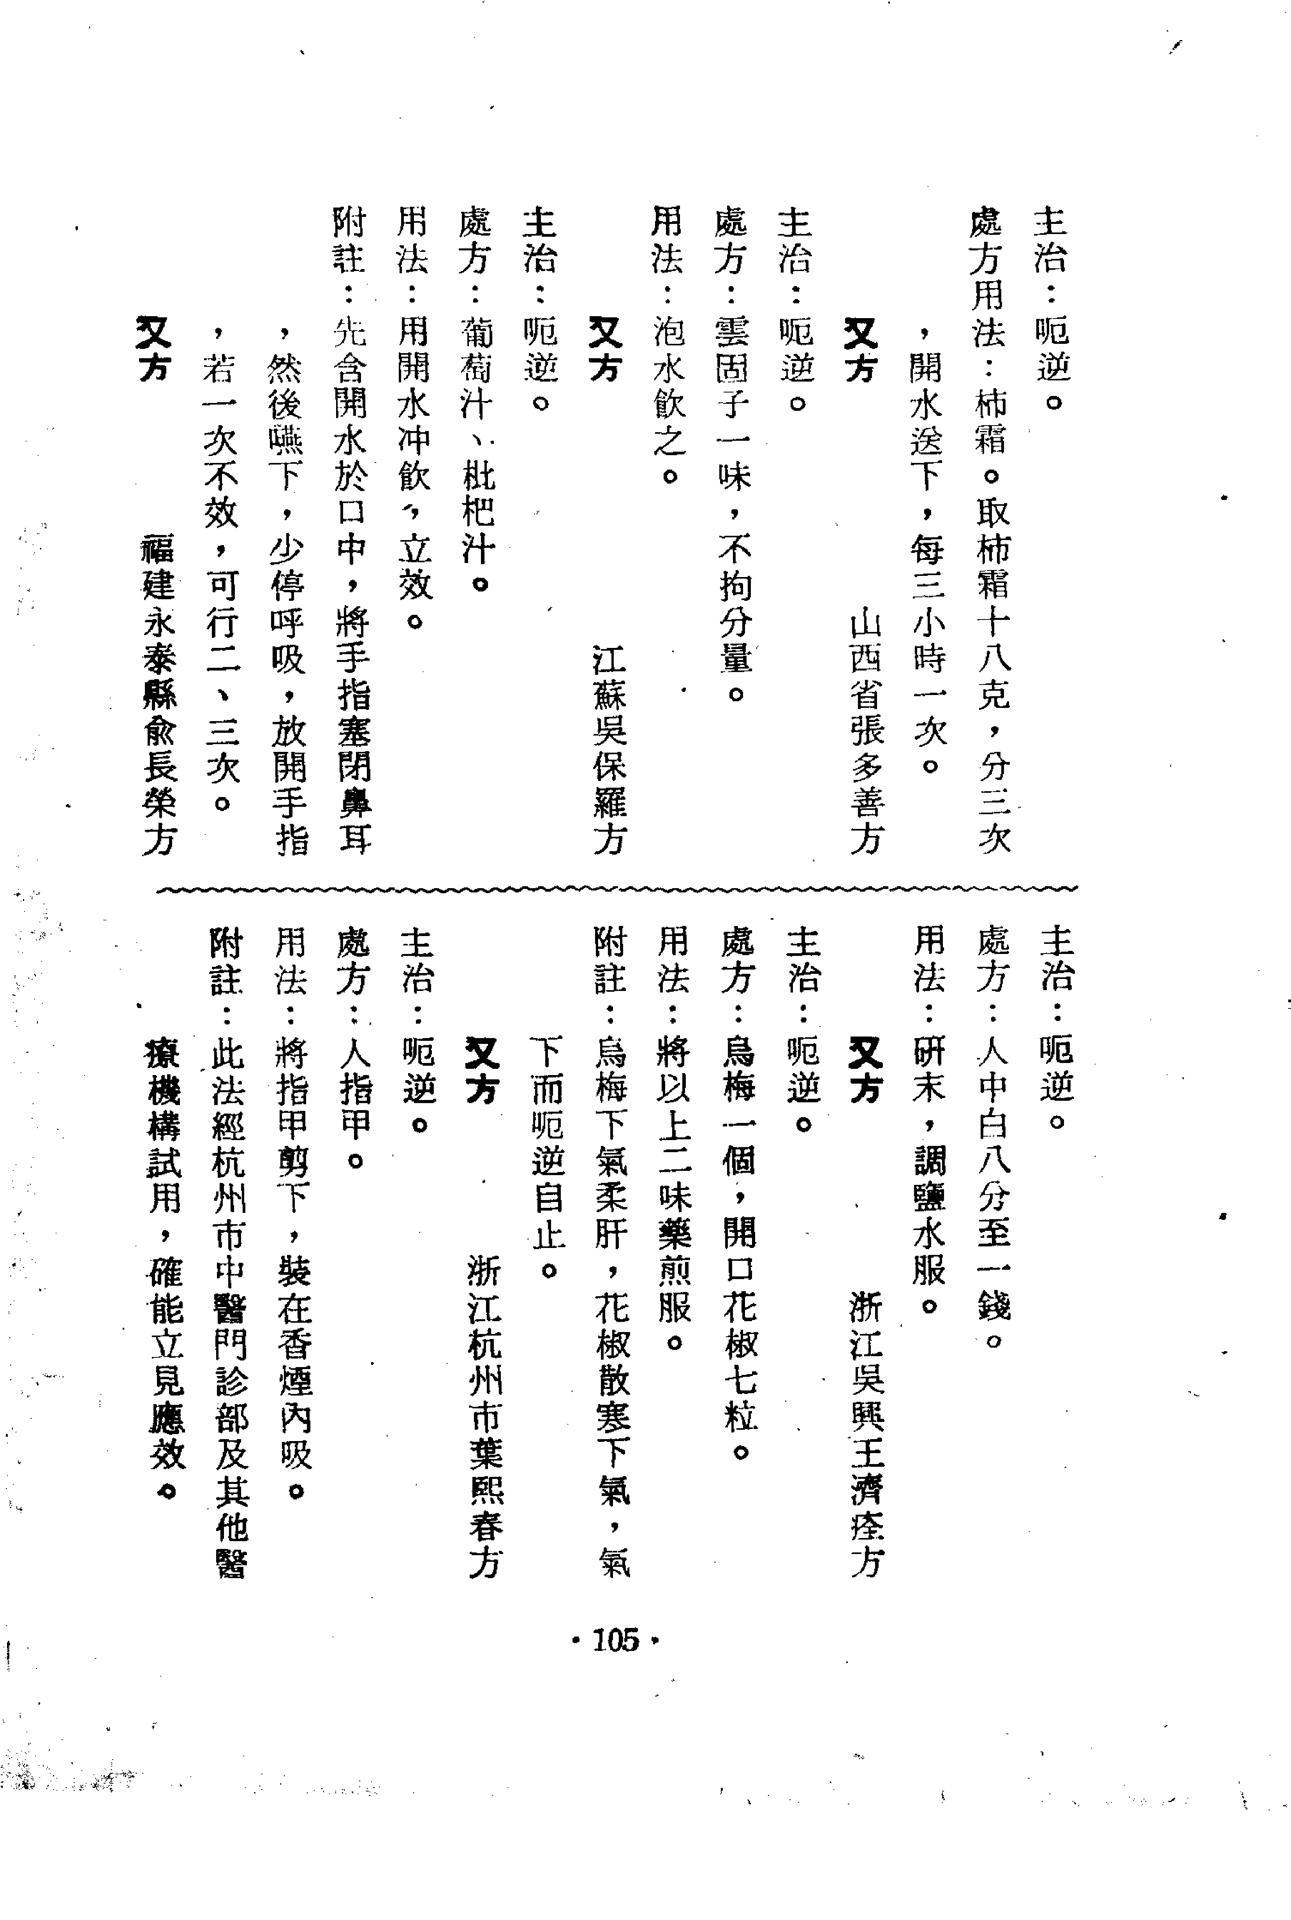 主治：呃逆。
處方用法：柿霜。取柿霜十八克，分三次
，開水送下，每三小時一次。
又方　山西省張多善方
主治：呃逆。
處方：雲固子一味，不拘分量。
用法：泡水飲之。
又方　江蘇吳保羅方
主治：呃逆。
處方：葡萄汁、枇杷汁。
用法：用開水冲飲，立效。
附註：先含開水於口中，將手指塞閉鼻耳
，然後嚥下，少停呼吸，放開手指
，若一次不效，可行二、三次。
又方　福建永泰縣俞長榮方
主治：呃逆。
處方：人中白八分至一錢。
用法：研末，調鹽水服。
又方　浙江吳興王濟痊方
主治：呃逆。
處方：烏梅一個，開口花椒七粒。
用法：將以上二味藥煎服。
附註：烏梅下氣柔肝，花椒散寒下氣，氣
下而呃逆自止。
又方　浙江杭州市葉熙春方
主治：呃逆。
處方：人指甲。
用法：將指甲剪下，裝在香煙內吸。
附註：此法經杭州市中醫門診部及其他醫
療機構試用，確能立見應效。
·105·